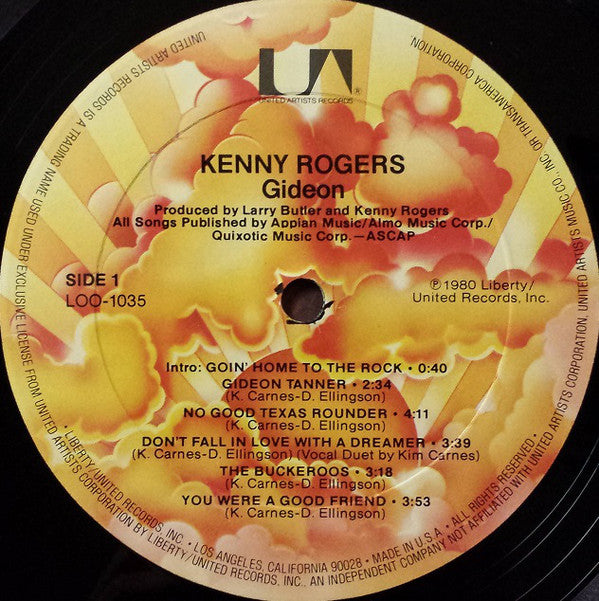 UA
®
UNITED ARTISTS RECORDS
KENNY ROGERS
Gideon
Produced by Larry Butler and Kenny Rogers
All Songs Published by Appian Music/Almo Music Corp./
Quixotic Music Corp.—ASCAP
SIDE 1
LOO-1035
℗ 1980 Liberty/
United Records, Inc.
Intro: GOIN' HOME TO THE ROCK • 0:40
GIDEON TANNER • 2:34
(K. Carnes-D. Ellingson)
NO GOOD TEXAS ROUNDER • 4:11
(K. Carnes-D. Ellingson)
DON'T FALL IN LOVE WITH A DREAMER • 3:39
(K. Carnes-D. Ellingson) (Vocal Duet by Kim Carnes)
THE BUCKEROOS • 3:18
(K. Carnes-D. Ellingson)
YOU WERE A GOOD FRIEND • 3:53
(K. Carnes-D. Ellingson)
• LIBERTY/UNITED RECORDS, INC. • LOS ANGELES, CALIFORNIA 90028 • MADE IN U.S.A. • ALL RIGHTS RESERVED •
UNITED ARTISTS RECORDS IS A TRADING NAME USED UNDER EXCLUSIVE LICENSE FROM UNITED ARTISTS CORPORATION BY LIBERTY/UNITED RECORDS, INC., AN INDEPENDENT COMPANY NOT AFFILIATED WITH UNITED ARTISTS CORPORATION, UNITED ARTISTS MUSIC CO., INC. OR TRANSAMERICA CORPORATION.